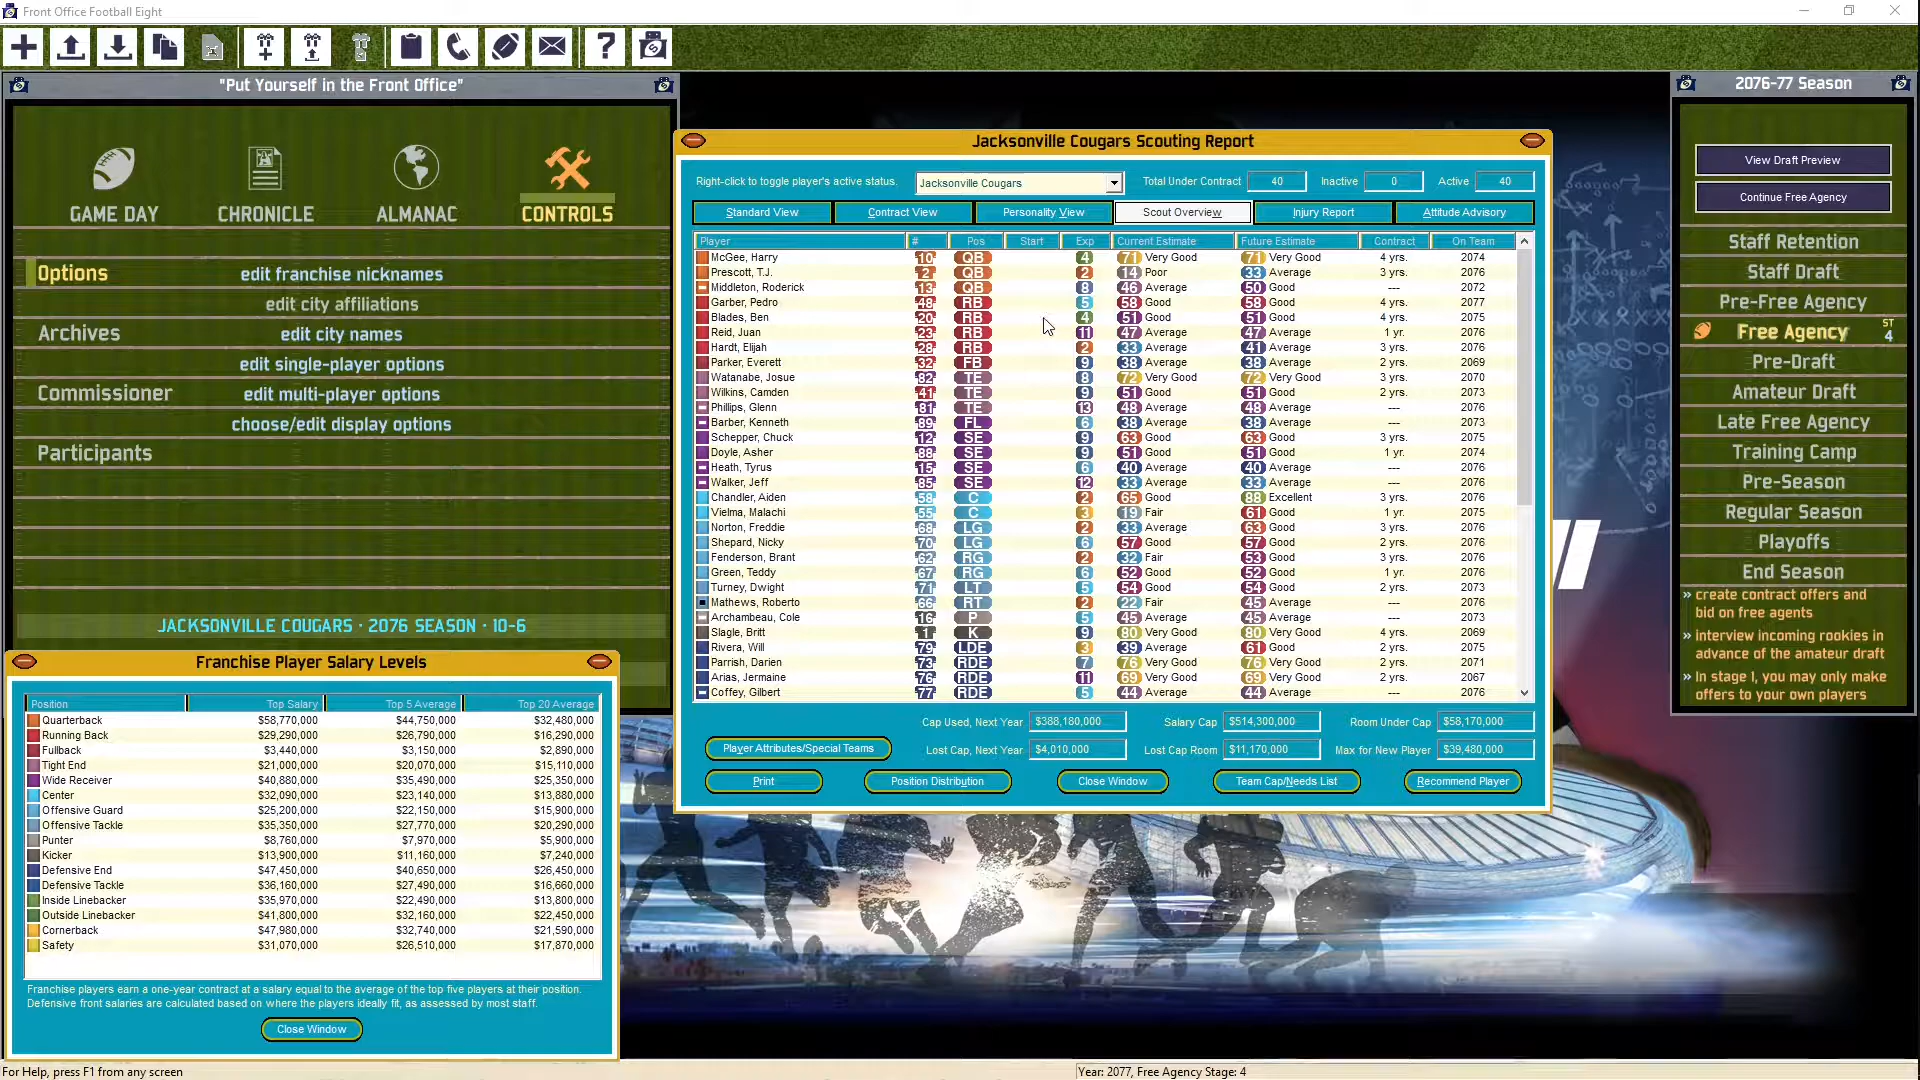 Front Office Football Eight
"Put Yourself in the Front Office"
GAME DAY
CHRONICLE
ALMANAC
CONTROLS
Options
edit franchise nicknames
edit city affiliations
Archives
edit city names
edit single-player options
Commissioner
edit multi-player options
choose/edit display options
Participants
JACKSONVILLE COUGARS · 2076 SEASON · 10-6
Franchise Player Salary Levels
Position Top Salary Top 5 Average Top 20 Average
Quarterback $58,770,000 $44,750,000 $32,480,000
Running Back $29,290,000 $26,790,000 $16,290,000
Fullback $3,440,000 $3,150,000 $2,890,000
Tight End $21,000,000 $20,070,000 $15,110,000
Wide Receiver $40,880,000 $35,490,000 $25,350,000
Center $32,090,000 $23,140,000 $13,880,000
Offensive Guard $25,200,000 $22,150,000 $15,900,000
Offensive Tackle $35,350,000 $27,770,000 $20,290,000
Punter $8,760,000 $7,970,000 $5,900,000
Kicker $13,900,000 $11,160,000 $7,240,000
Defensive End $47,450,000 $40,650,000 $26,450,000
Defensive Tackle $36,160,000 $27,490,000 $16,660,000
Inside Linebacker $35,970,000 $22,490,000 $13,800,000
Outside Linebacker $41,800,000 $32,160,000 $22,450,000
Cornerback $47,980,000 $32,740,000 $21,590,000
Safety $31,070,000 $26,510,000 $17,870,000
Franchise players earn a one-year contract at a salary equal to the average of the top five players at their position.
Defensive front salaries are calculated based on where the players ideally fit, as assessed by most staff.
Close Window
Jacksonville Cougars Scouting Report
Right-click to toggle player's active status. Jacksonville Cougars Total Under Contract 40 Inactive 0 Active 40
Standard View Contract View Personality View Scout Overview Injury Report Attitude Advisory
Player # Pos Start Exp Current Estimate Future Estimate Contract On Team
McGee, Harry 10 QB 4 71 Very Good 71 Very Good 4 yrs. 2074
Prescott, T.J. 2 QB 2 14 Poor 33 Average 3 yrs. 2076
Middleton, Roderick 13 QB 8 46 Average 50 Good --- 2072
Garber, Pedro 48 RB 5 58 Good 58 Good 4 yrs. 2077
Blades, Ben 20 RB 4 51 Good 51 Good 4 yrs. 2075
Reid, Juan 23 RB 11 47 Average 47 Average 1 yr. 2076
Hardt, Elijah 28 RB 2 33 Average 41 Average 3 yrs. 2076
Parker, Everett 32 FB 9 38 Average 38 Average 2 yrs. 2069
Watanabe, Josue 82 TE 8 72 Very Good 72 Very Good 3 yrs. 2070
Wilkins, Camden 41 TE 9 51 Good 51 Good 2 yrs. 2073
Phillips, Glenn 81 TE 13 48 Average 48 Average --- 2076
Barber, Kenneth 89 FL 6 38 Average 38 Average --- 2073
Schepper, Chuck 12 SE 9 63 Good 63 Good 3 yrs. 2075
Doyle, Asher 88 SE 9 51 Good 51 Good 1 yr. 2074
Heath, Tyrus 15 SE 6 40 Average 40 Average --- 2076
Walker, Jeff 85 SE 12 33 Average 33 Average --- 2076
Chandler, Aiden 58 C 2 65 Good 88 Excellent 3 yrs. 2076
Vielma, Malachi 55 C 3 19 Fair 61 Good 1 yr. 2075
Norton, Freddie 68 LG 2 33 Average 63 Good 3 yrs. 2076
Shepard, Nicky 70 LG 6 57 Good 57 Good 2 yrs. 2076
Fenderson, Brant 62 RG 2 32 Fair 53 Good 3 yrs. 2076
Green, Teddy 67 RG 6 52 Good 52 Good 1 yr. 2076
Turney, Dwight 71 LT 5 54 Good 54 Good 2 yrs. 2073
Mathews, Roberto 66 RT 2 22 Fair 45 Average --- 2076
Archambeau, Cole 16 P 5 45 Average 45 Average --- 2073
Slagle, Britt 1 K 9 80 Very Good 80 Very Good 4 yrs. 2069
Rivera, Will 79 LDE 3 39 Average 61 Good 2 yrs. 2075
Parrish, Darien 73 RDE 7 76 Very Good 76 Very Good 2 yrs. 2071
Arias, Jermaine 76 RDE 11 69 Very Good 69 Very Good 2 yrs. 2067
Coffey, Gilbert 77 RDE 5 44 Average 44 Average --- 2076
Cap Used, Next Year $388,180,000 Salary Cap $514,300,000 Room Under Cap $58,170,000
Player Attributes/Special Teams Lost Cap, Next Year $4,010,000 Lost Cap Room $11,170,000 Max for New Player $39,480,000
Print Position Distribution Close Window Team Cap/Needs List Recommend Player
2076-77 Season
View Draft Preview
Continue Free Agency
Staff Retention
Staff Draft
Pre-Free Agency
Free Agency ST 4
Pre-Draft
Amateur Draft
Late Free Agency
Training Camp
Pre-Season
Regular Season
Playoffs
End Season
» create contract offers and
bid on free agents
» interview incoming rookies in
advance of the amateur draft
» In stage 1, you may only make
offers to your own players
For Help, press F1 from any screen
Year: 2077, Free Agency Stage: 4